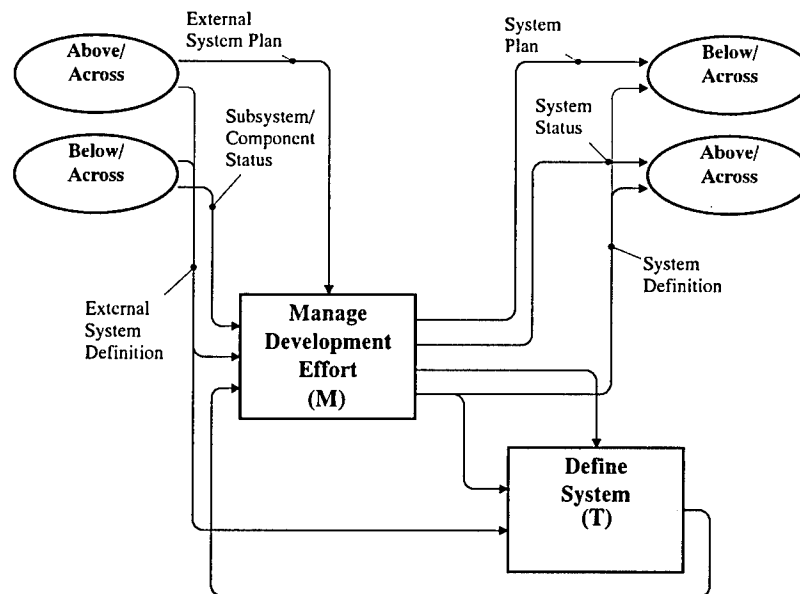 External
System Plan
System
Plan
Above/
Across
Below/
Across
Subsystem/
Component
Status
System
Status
Below/
Across
Above/
Across
External
System
Definition
System
Definition
Manage
Development
Effort
(M)
Define
System
(T)